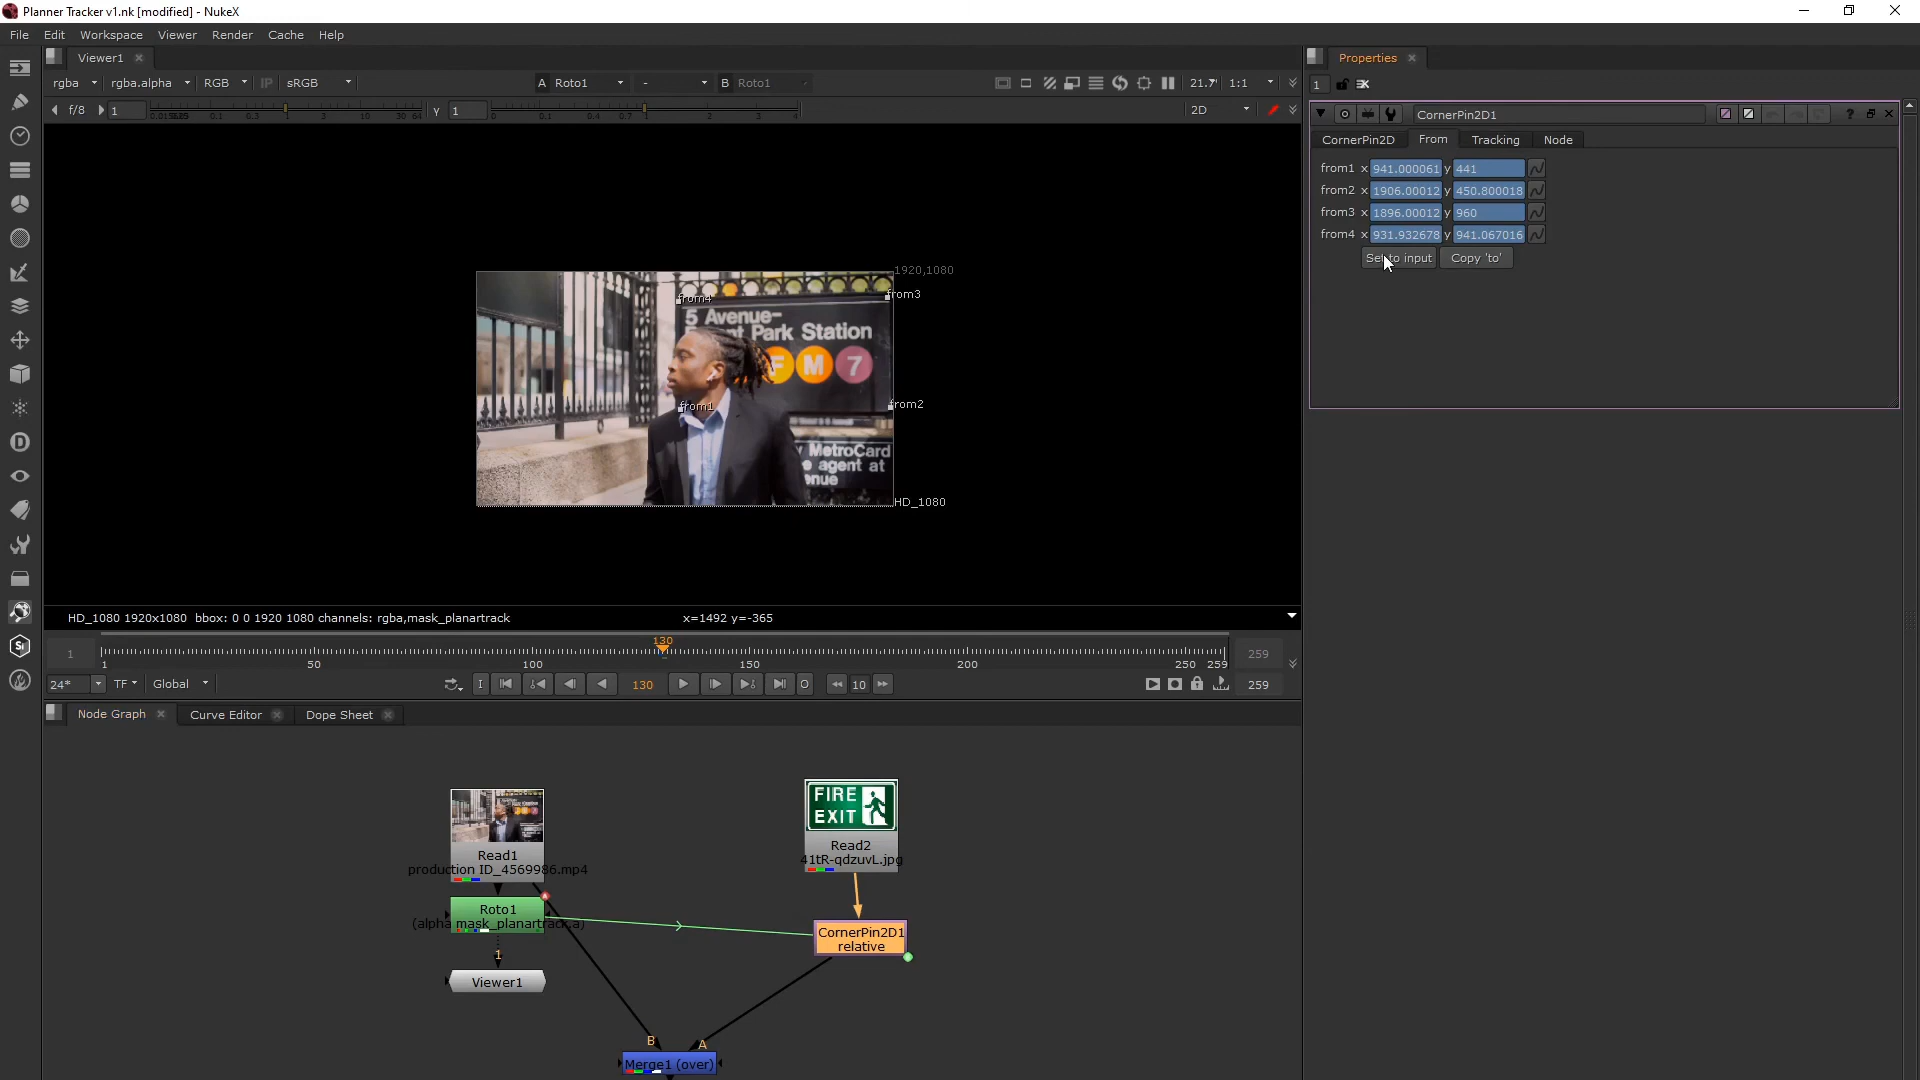 Planner Tracker v1.nk [modified] - NukeX
File Edit Workspace Viewer Render Cache Help
Viewer1
Properties
rgba rgba.alpha RGB IP sRGB A Roto1 - B Roto1 1:1
1
f/8 1 Y 1 2D
CornerPin2D1
CornerPin2D From Tracking Node
from1 x 941.000061 y 441
from2 x 1906.00012 y 450.800018
from3 x 1896.00012 y 960
from4 x 931.932678 y 941.067016
Set to input Copy 'to'
1920,1080
from4 from3
5 Avenue-
Park Station
F M 7
from1 from2
MetroCard
agent at
HD_1080
HD_1080 1920x1080 bbox: 0 0 1920 1080 channels: rgba,mask_planartrack x=1492 y=-365
130
1 259
1 50 100 150 200 250 259
24* TF Global I 130 O 10 259
Node Graph Curve Editor Dope Sheet
FIRE
EXIT
Read1
production ID_4569986.mp4
Read2
41tR-qdzuvL.jpg
Roto1
(alpha mask_planartrack.a)
CornerPin2D1
relative
1
Viewer1
B A
Merge1 (over)